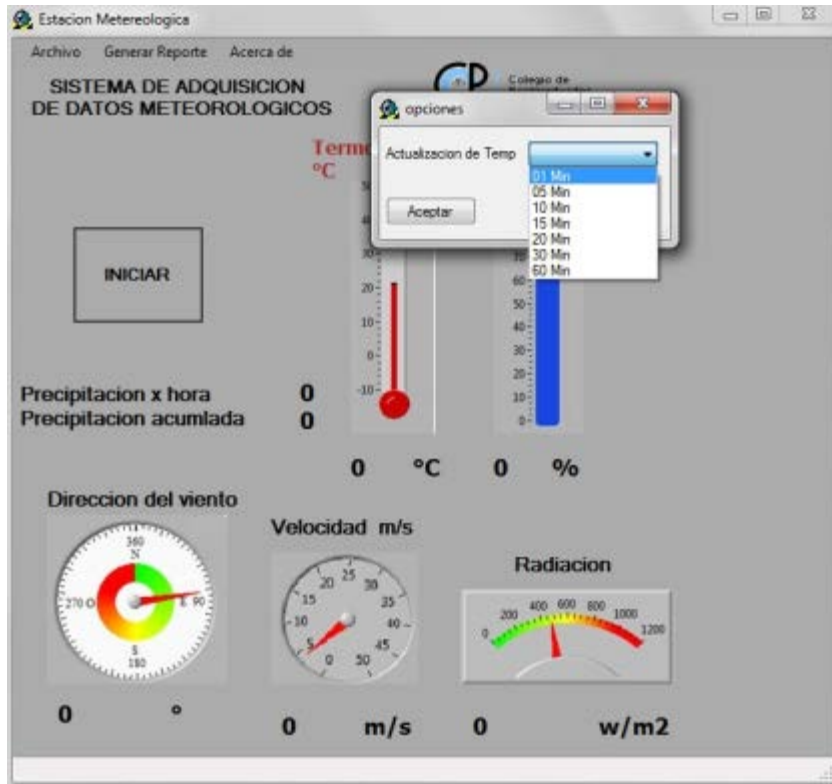 Estacion Metereologica
Archivo Generar Reporte Acerca de
SISTEMA DE ADQUISICION
DE DATOS METEOROLOGICOS
CP
Colegio de
opciones
Actualizacion de Temp
01 Min
05 Min
10 Min
15 Min
20 Min
30 Min
60 Min
Aceptar
°C
INICIAR
30
20
10
0
-10
60
50
40
30
20
10
0
Precipitacion x hora 0
Precipitacion acumlada 0
0 °C 0 %
Direccion del viento
360
N
270 O
E 90
S
180
0 °
Velocidad m/s
0
5
10
15
20
25
30
35
40
45
50
0 m/s
Radiacion
0
200
400
600
800
1000
1200
0 w/m2